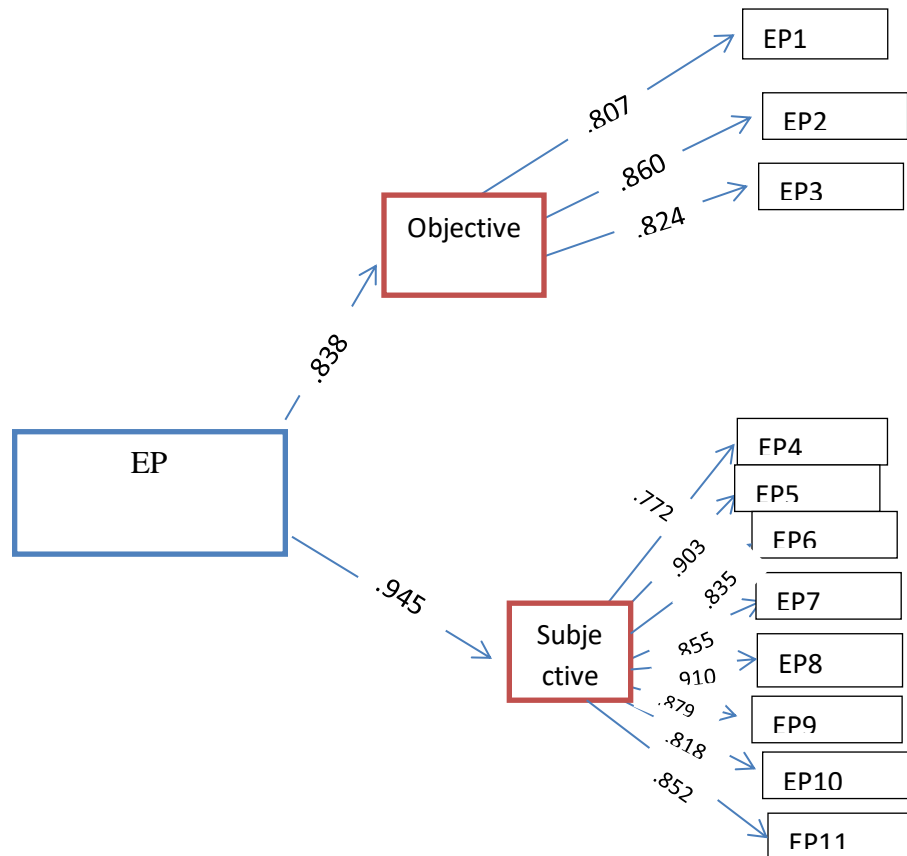 EP1
.807
EP2
.860
EP3
.824
Objective
.838
EP
.945
Subje
ctive
EP4
.772
EP5
.903
EP6
.835
EP7
855
EP8
910
EP9
.879
EP10
.818
EP11
.852